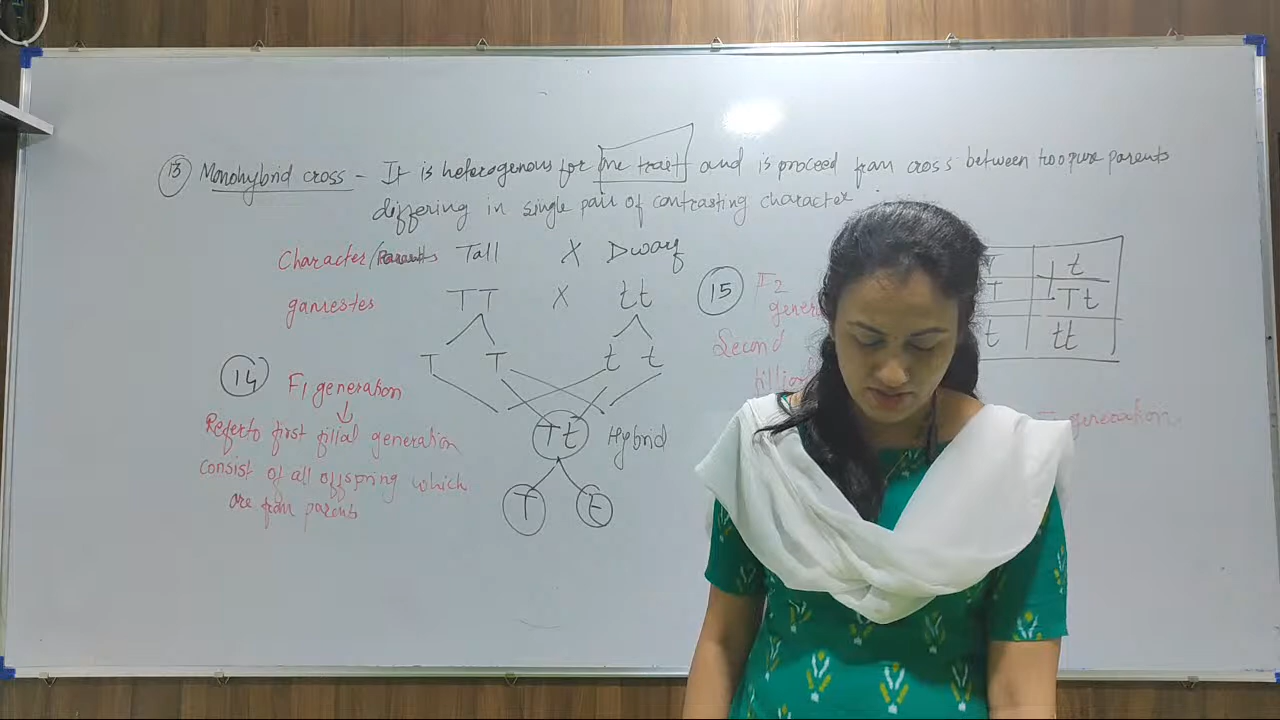 13 Monohybrid cross - It is heterogenous for one trait and is proceed from cross between two pure parents
differing in single pair of contrasting character
Character/Parents Tall X Dwarf
gamestes TT X tt
T T t t
14 F1 generation
Refer to first filial generation
consist of all offspring which
are from parents
Tt Hybrid
T t
15 F2
Second
t
T Tt
t tt
generation